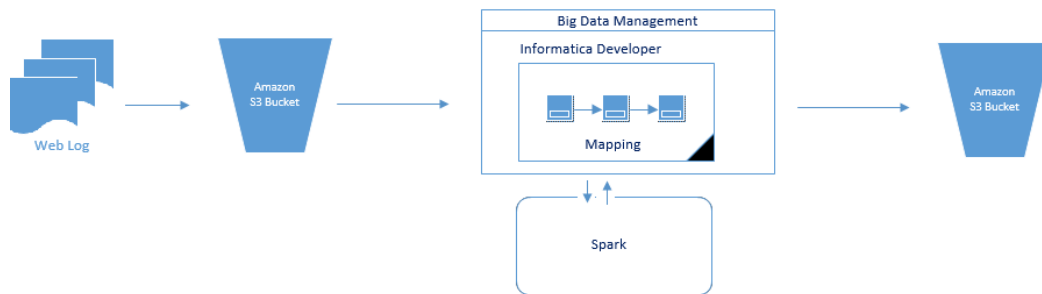 Web Log
Amazon
S3 Bucket
Big Data Management
Informatica Developer
Mapping
Spark
Amazon
S3 Bucket